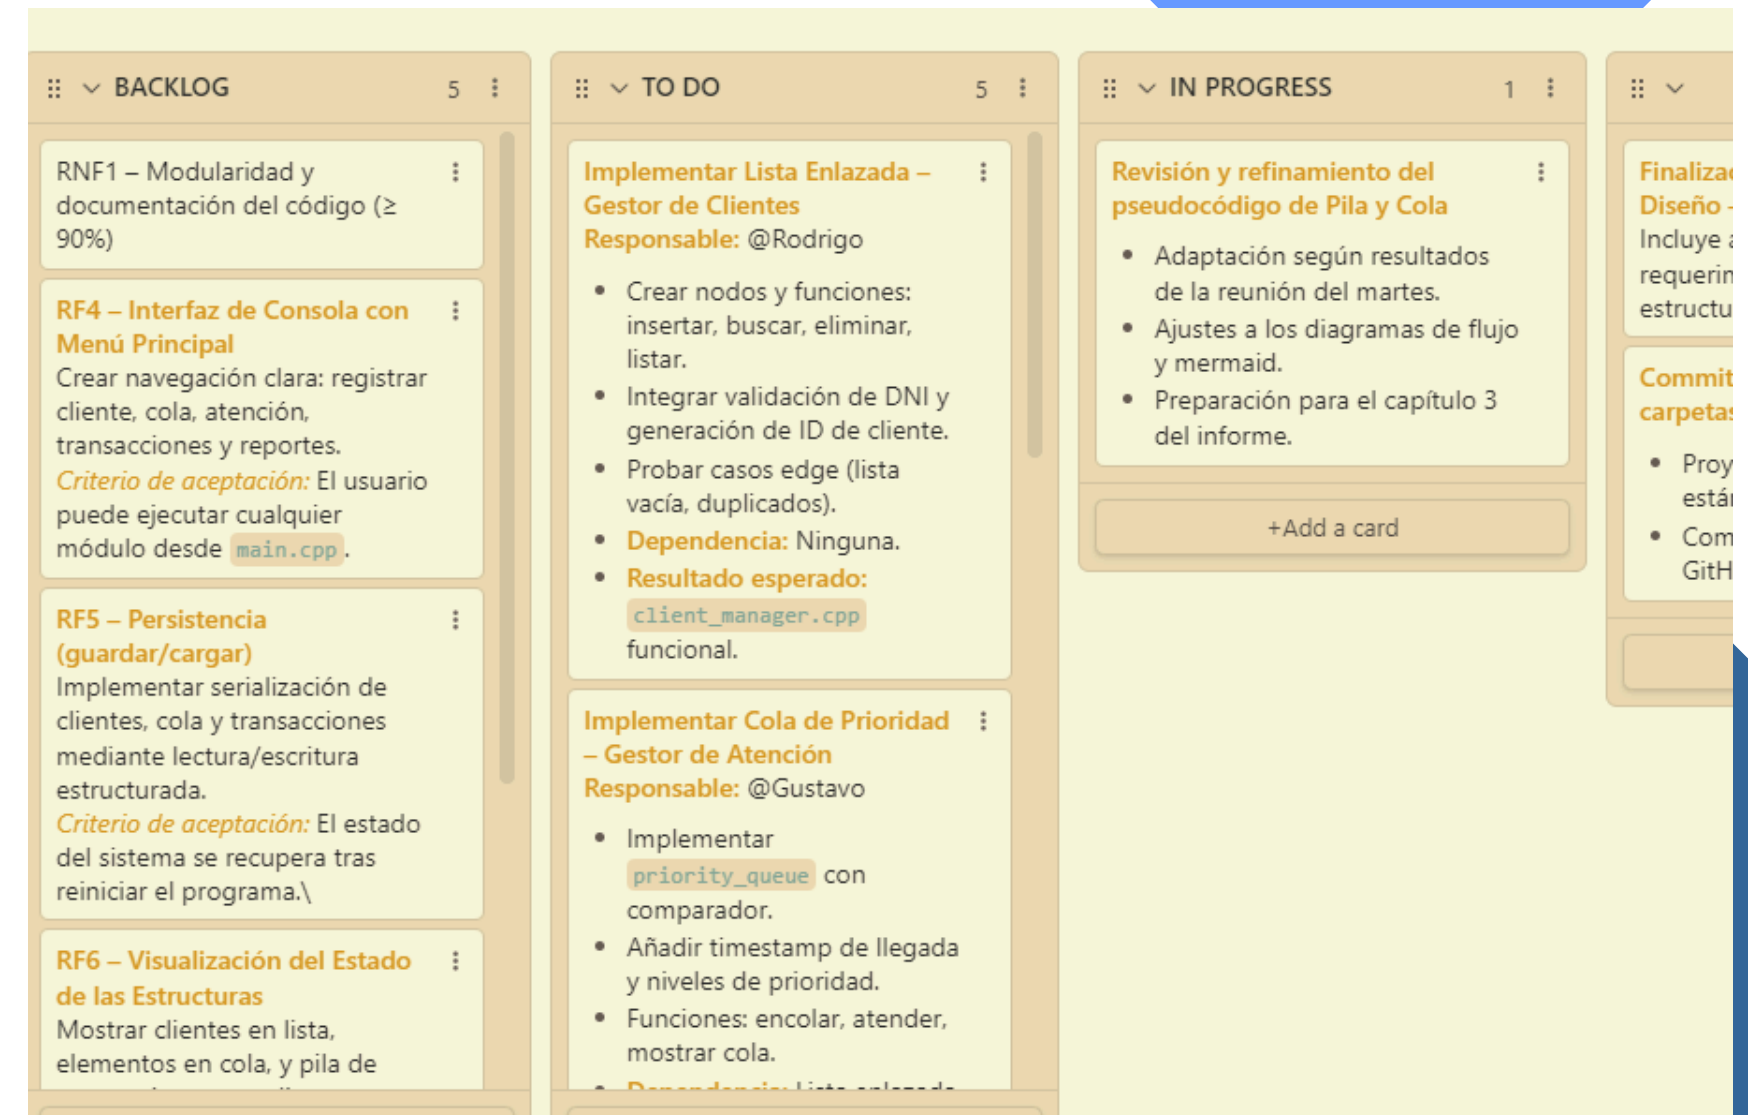 BACKLOG 5
RNF1 – Modularidad y
documentación del código (≥
90%)
RF4 – Interfaz de Consola con
Menú Principal
Crear navegación clara: registrar
cliente, cola, atención,
transacciones y reportes.
Criterio de aceptación: El usuario
puede ejecutar cualquier
módulo desde main.cpp.
RF5 – Persistencia
(guardar/cargar)
Implementar serialización de
clientes, cola y transacciones
mediante lectura/escritura
estructurada.
Criterio de aceptación: El estado
del sistema se recupera tras
reiniciar el programa.\
RF6 – Visualización del Estado
de las Estructuras
Mostrar clientes en lista,
elementos en cola, y pila de
TO DO 5
Implementar Lista Enlazada –
Gestor de Clientes
Responsable: @Rodrigo
• Crear nodos y funciones:
insertar, buscar, eliminar,
listar.
• Integrar validación de DNI y
generación de ID de cliente.
• Probar casos edge (lista
vacía, duplicados).
• Dependencia: Ninguna.
• Resultado esperado:
client_manager.cpp
funcional.
Implementar Cola de Prioridad
– Gestor de Atención
Responsable: @Gustavo
• Implementar
priority_queue con
comparador.
• Añadir timestamp de llegada
y niveles de prioridad.
• Funciones: encolar, atender,
mostrar cola.
• Dependencia: Lista enlazada
IN PROGRESS 1
Revisión y refinamiento del
pseudocódigo de Pila y Cola
• Adaptación según resultados
de la reunión del martes.
• Ajustes a los diagramas de flujo
y mermaid.
• Preparación para el capítulo 3
del informe.
+Add a card
Diseño -
Incluye
Commit